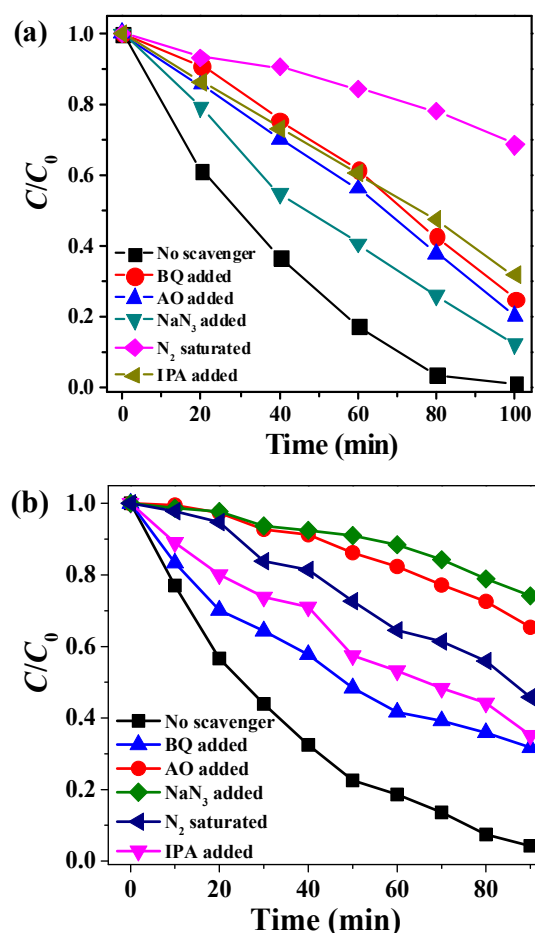 (a)
C/C₀
1.0
0.8
0.6
0.4
0.2
0.0
No scavenger
BQ added
AO added
NaN₃ added
N₂ saturated
IPA added
0 20 40 60 80 100
Time (min)
(b)
C/C₀
1.0
0.8
0.6
0.4
0.2
0.0
No scavenger
BQ added
AO added
NaN₃ added
N₂ saturated
IPA added
0 20 40 60 80
Time (min)